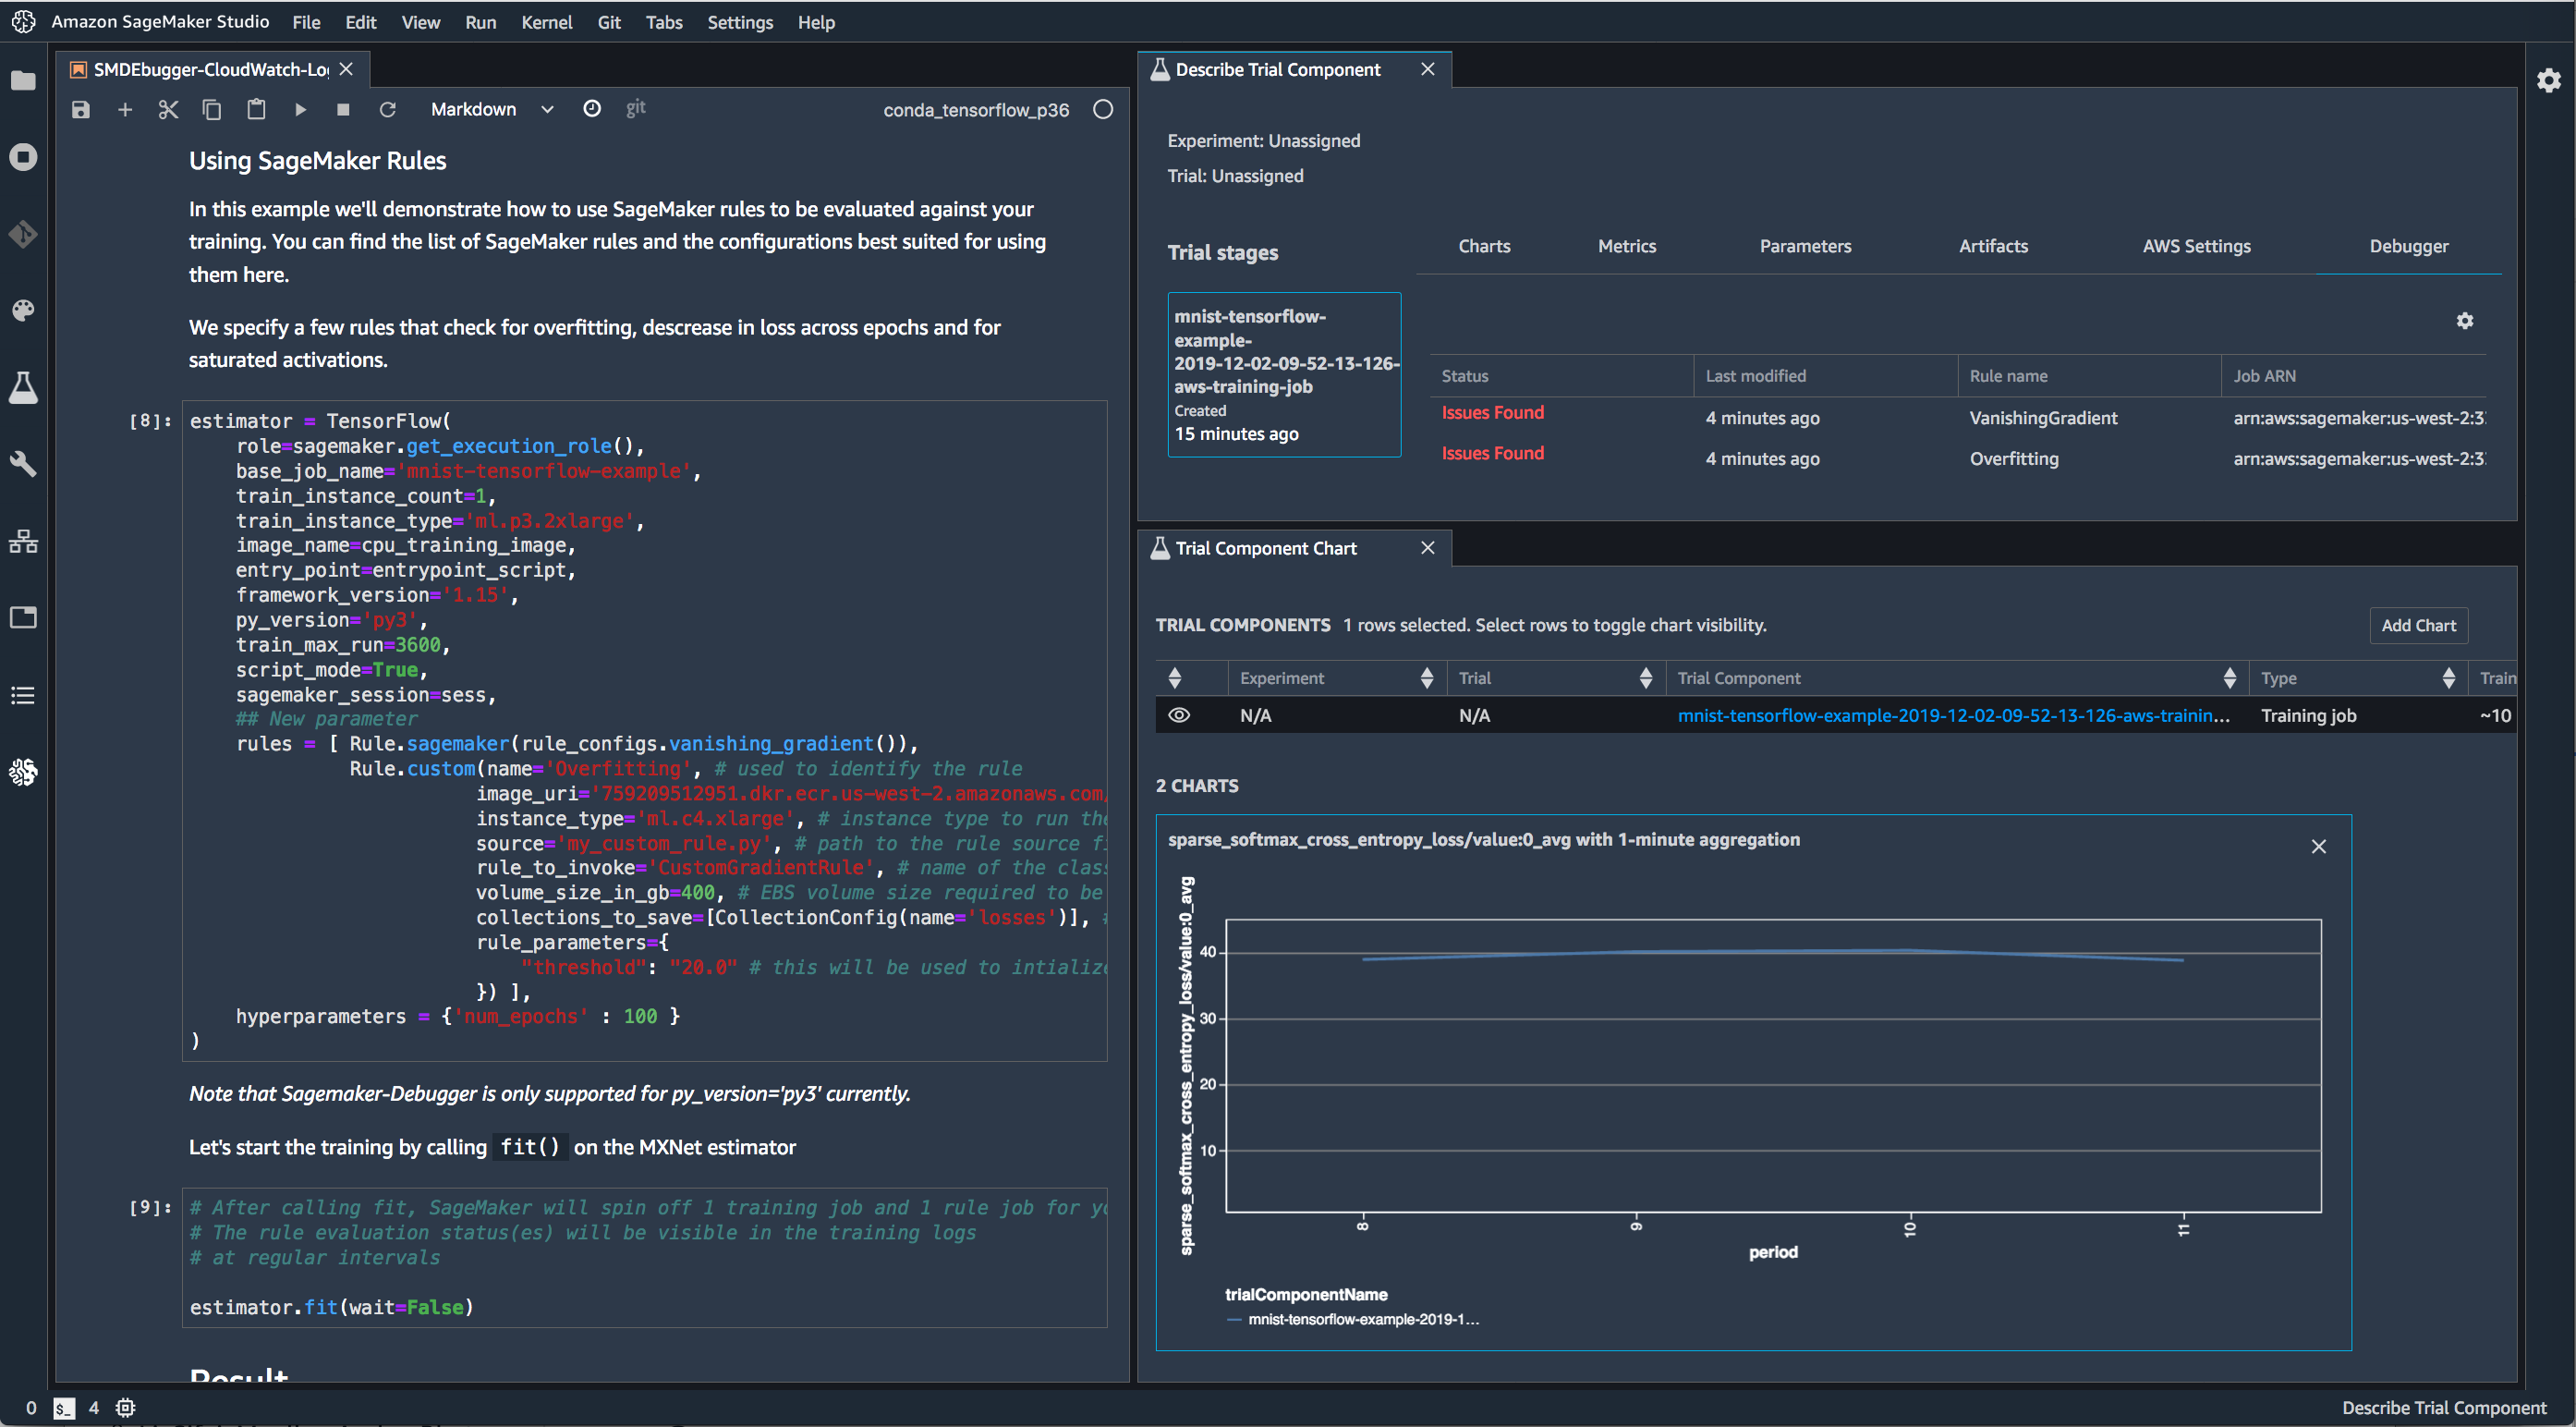 Amazon SageMaker Studio File Edit View Run Kernel Git Tabs Settings Help
SMDEbugger-CloudWatch-Log
Markdown git conda_tensorflow_p36
Using SageMaker Rules
In this example we'll demonstrate how to use SageMaker rules to be evaluated against your
training. You can find the list of SageMaker rules and the configurations best suited for using
them here.
We specify a few rules that check for overfitting, descrease in loss across epochs and for
saturated activations.
[8]: estimator = TensorFlow(
role=sagemaker.get_execution_role(),
base_job_name='mnist-tensorflow-example',
train_instance_count=1,
train_instance_type='ml.p3.2xlarge',
image_name=cpu_training_image,
entry_point=entrypoint_script,
framework_version='1.15',
py_version='py3',
train_max_run=3600,
script_mode=True,
sagemaker_session=sess,
## New parameter
rules = [ Rule.sagemaker(rule_configs.vanishing_gradient()),
Rule.custom(name='Overfitting', # used to identify the rule
image_uri='759209512951.dkr.ecr.us-west-2.amazonaws.com/
instance_type='ml.c4.xlarge', # instance type to run the
source='my_custom_rule.py', # path to the rule source fi
rule_to_invoke='CustomGradientRule', # name of the class
volume_size_in_gb=400, # EBS volume size required to be
collections_to_save=[CollectionConfig(name='losses')], #
rule_parameters={
"threshold": "20.0" # this will be used to intialize
}) ],
hyperparameters = {'num_epochs' : 100 }
)
Note that Sagemaker-Debugger is only supported for py_version='py3' currently.
Let's start the training by calling fit() on the MXNet estimator
[9]: # After calling fit, SageMaker will spin off 1 training job and 1 rule job for yo
# The rule evaluation status(es) will be visible in the training logs
# at regular intervals
estimator.fit(wait=False)
Result
Describe Trial Component
Experiment: Unassigned
Trial: Unassigned
Trial stages
Charts Metrics Parameters Artifacts AWS Settings Debugger
mnist-tensorflow-
example-
2019-12-02-09-52-13-126-
aws-training-job
Created
15 minutes ago
Status Last modified Rule name Job ARN
Issues Found 4 minutes ago VanishingGradient arn:aws:sagemaker:us-west-2:3
Issues Found 4 minutes ago Overfitting arn:aws:sagemaker:us-west-2:3
Trial Component Chart
TRIAL COMPONENTS 1 rows selected. Select rows to toggle chart visibility. Add Chart
Experiment Trial Trial Component Type Train
N/A N/A mnist-tensorflow-example-2019-12-02-09-52-13-126-aws-trainin... Training job ~10
2 CHARTS
sparse_softmax_cross_entropy_loss/value:0_avg with 1-minute aggregation
sparse_softmax_cross_entropy_loss/value:0_avg
40
30
20
10
8 9 10 11
period
trialComponentName
mnist-tensorflow-example-2019-1...
0 $_ 4 Describe Trial Component